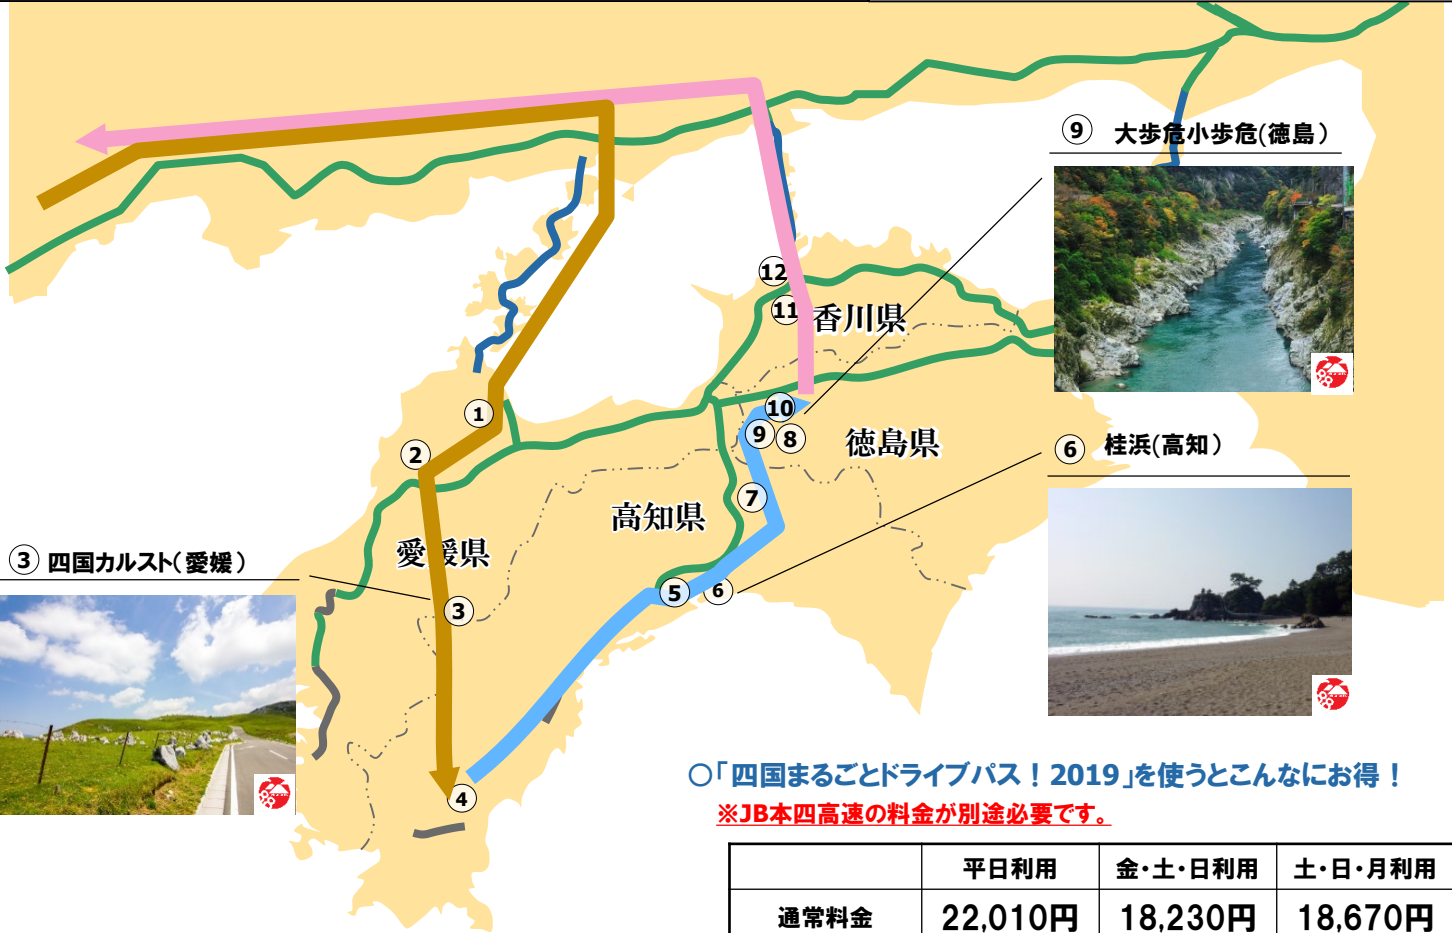 ⑨ 大歩危小歩危(徳島)
⑫
⑪ 香川県
①
⑩
⑨ ⑧
徳島県
⑥ 桂浜(高知)
②
⑦
高知県
愛媛県
③ 四国カルスト(愛媛)
③
⑤ ⑥
④
〇「四国まるごとドライブパス！2019」を使うとこんなにお得！
※JB本四高速の料金が別途必要です。
平日利用 金・土・日利用 土・日・月利用
通常料金 22,010円 18,230円 18,670円